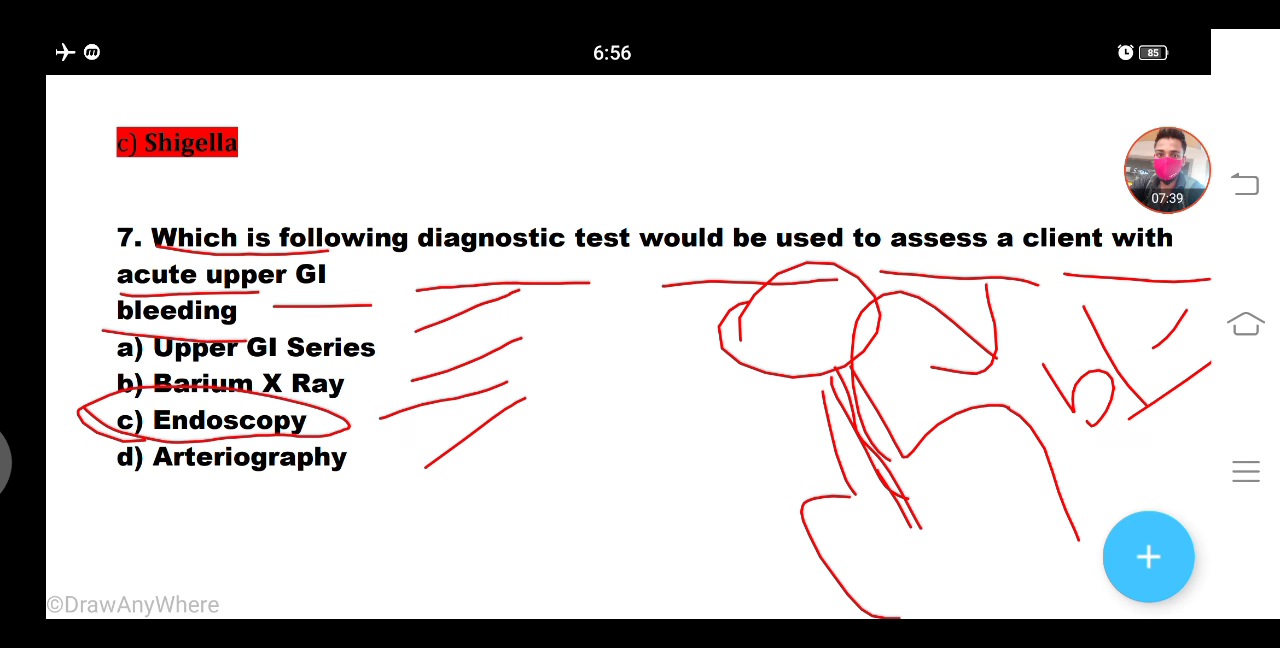 6:56
85
c) Shigella
07:39
7. Which is following diagnostic test would be used to assess a client with
acute upper GI
bleeding
a) Upper GI Series
b) Barium X Ray
c) Endoscopy
d) Arteriography
©DrawAnyWhere